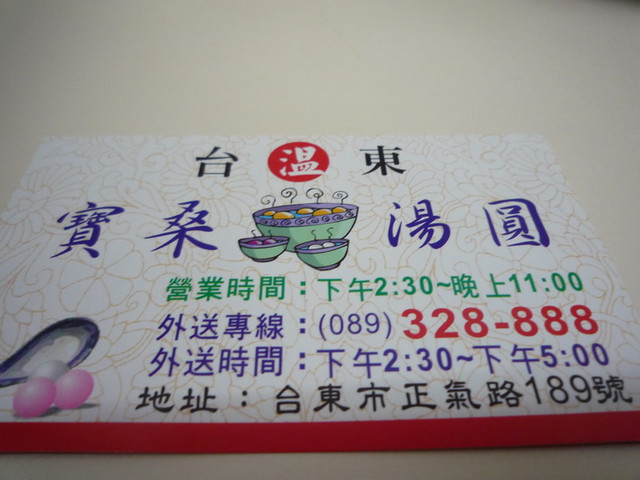 台 溫 東
寶桑 湯圓
營業時間：下午2:30~晚上11:00
外送專線：(089) 328-888
外送時間：下午2:30~下午5:00
地址：台東市正氣路189號